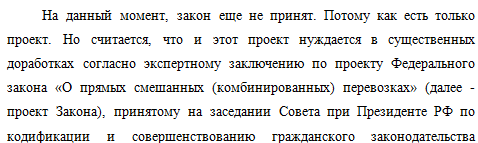 На данный момент, закон еще не принят. Потому как есть только
проект. Но считается, что и этот проект нуждается в существенных
доработках согласно экспертному заключению по проекту Федерального
закона «О прямых смешанных (комбинированных) перевозках» (далее -
проект Закона), принятому на заседании Совета при Президенте РФ по
кодификации и совершенствованию гражданского законодательства